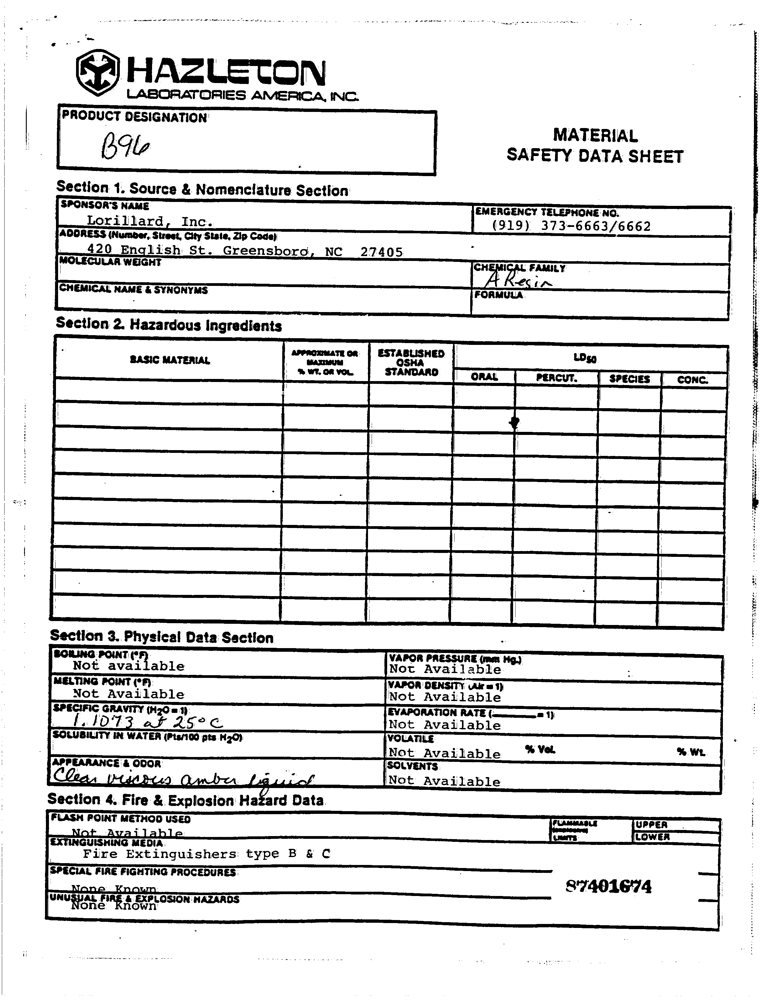 HAZLETON
LABORATORIES AMERICA, INC.
PRODUCT DESIGNATION
B96
MATERIAL
SAFETY DATA SHEET
Section 1. Source & Nomenclature Section
SPONSOR'S NAME
Lorillard, Inc.
EMERGENCY TELEPHONE NO.
(919) 373-6663/6662
ADDRESS (Number, Street, City State, Zip Code)
420 English St. Greensboro, NC 27405
MOLECULAR WEIGHT
CHEMICAL FAMILY
A Resin
CHEMICAL NAME & SYNONYMS
FORMULA
Section 2. Hazardous Ingredients
BASIC MATERIAL
APPROXIMATE OR
MAXIMUM
% WT. OR VOL.
ESTABLISHED
OSHA
STANDARD
LD50
ORAL PERCUT. SPECIES CONC.
Section 3. Physical Data Section
BOILING POINT (°F)
Not available
VAPOR PRESSURE (mm Hg.)
Not Available
MELTING POINT (°F)
Not Available
VAPOR DENSITY (Air = 1)
Not Available
SPECIFIC GRAVITY (H2O = 1)
1.1073 at 25° C
EVAPORATION RATE (______ = 1)
Not Available
SOLUBILITY IN WATER (Pts/100 pts H2O)
VOLATILE
Not Available % Vol. % Wt.
APPEARANCE & ODOR
Clear viscous amber liquid
SOLVENTS
Not Available
Section 4. Fire & Explosion Hazard Data
FLASH POINT METHOD USED
Not Available
FLAMMABLE
LIMITS
UPPER
LOWER
EXTINGUISHING MEDIA
Fire Extinguishers type B & C
SPECIAL FIRE FIGHTING PROCEDURES
None Known
87401674
UNUSUAL FIRE & EXPLOSION HAZARDS
None Known